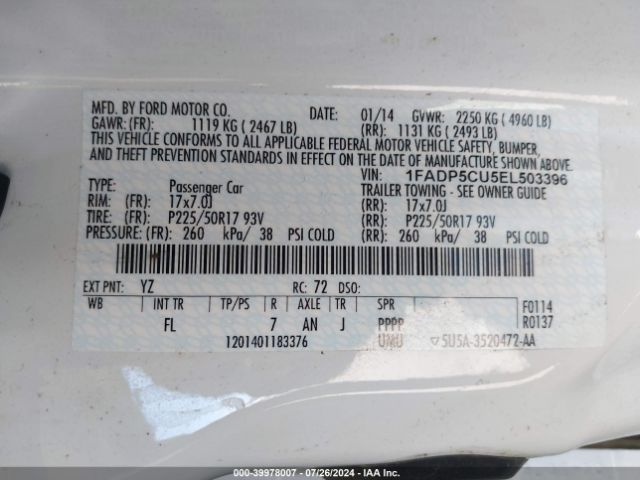 MFD. BY FORD MOTOR CO. DATE: 01/14 GVWR: 2250 KG ( 4960 LB)
GAWR: (FR): 1119 KG ( 2467 LB) (RR): 1131 KG ( 2493 LB)
THIS VEHICLE CONFORMS TO ALL APPLICABLE FEDERAL MOTOR VEHICLE SAFETY, BUMPER,
AND THEFT PREVENTION STANDARDS IN EFFECT ON THE DATE OF MANUFACTURE SHOWN ABOVE.
VIN: 1FADP5CU5EL503396
TYPE: Passenger Car TRAILER TOWING - SEE OWNER GUIDE
RIM: (FR): 17x7.0J (RR): 17x7.0J
TIRE: (FR): P225/50R17 93V (RR): P225/50R17 93V
PRESSURE: (FR): 260 kPa/ 38 PSI COLD (RR): 260 kPa/ 38 PSI COLD
EXT PNT: YZ RC: 72 DSO:
WB INT TR TP/PS R AXLE TR SPR F0114
FL 7 AN J PPPP R0137
1201401183376 UMU 5U5A-3520472-AA
000-39978007 - 07/26/2024 - IAA Inc.